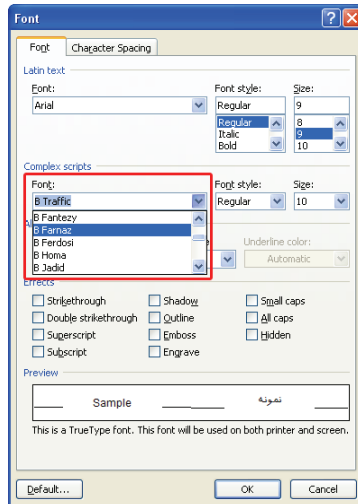 Font
Font Character Spacing
Latin text
Font: Font style: Size:
Arial Regular 9
Regular 8
Italic 9
Bold 10
Complex scripts
Font: Font style: Size:
B Traffic Regular 10
B Fantezy
B Farnaz
B Ferdosi Underline color:
B Homa Automatic
B Jadid
Effects
Strikethrough Shadow Small caps
Double strikethrough Outline All caps
Superscript Emboss Hidden
Subscript Engrave
Preview
Sample نمونه
This is a TrueType font. This font will be used on both printer and screen.
Default... OK Cancel